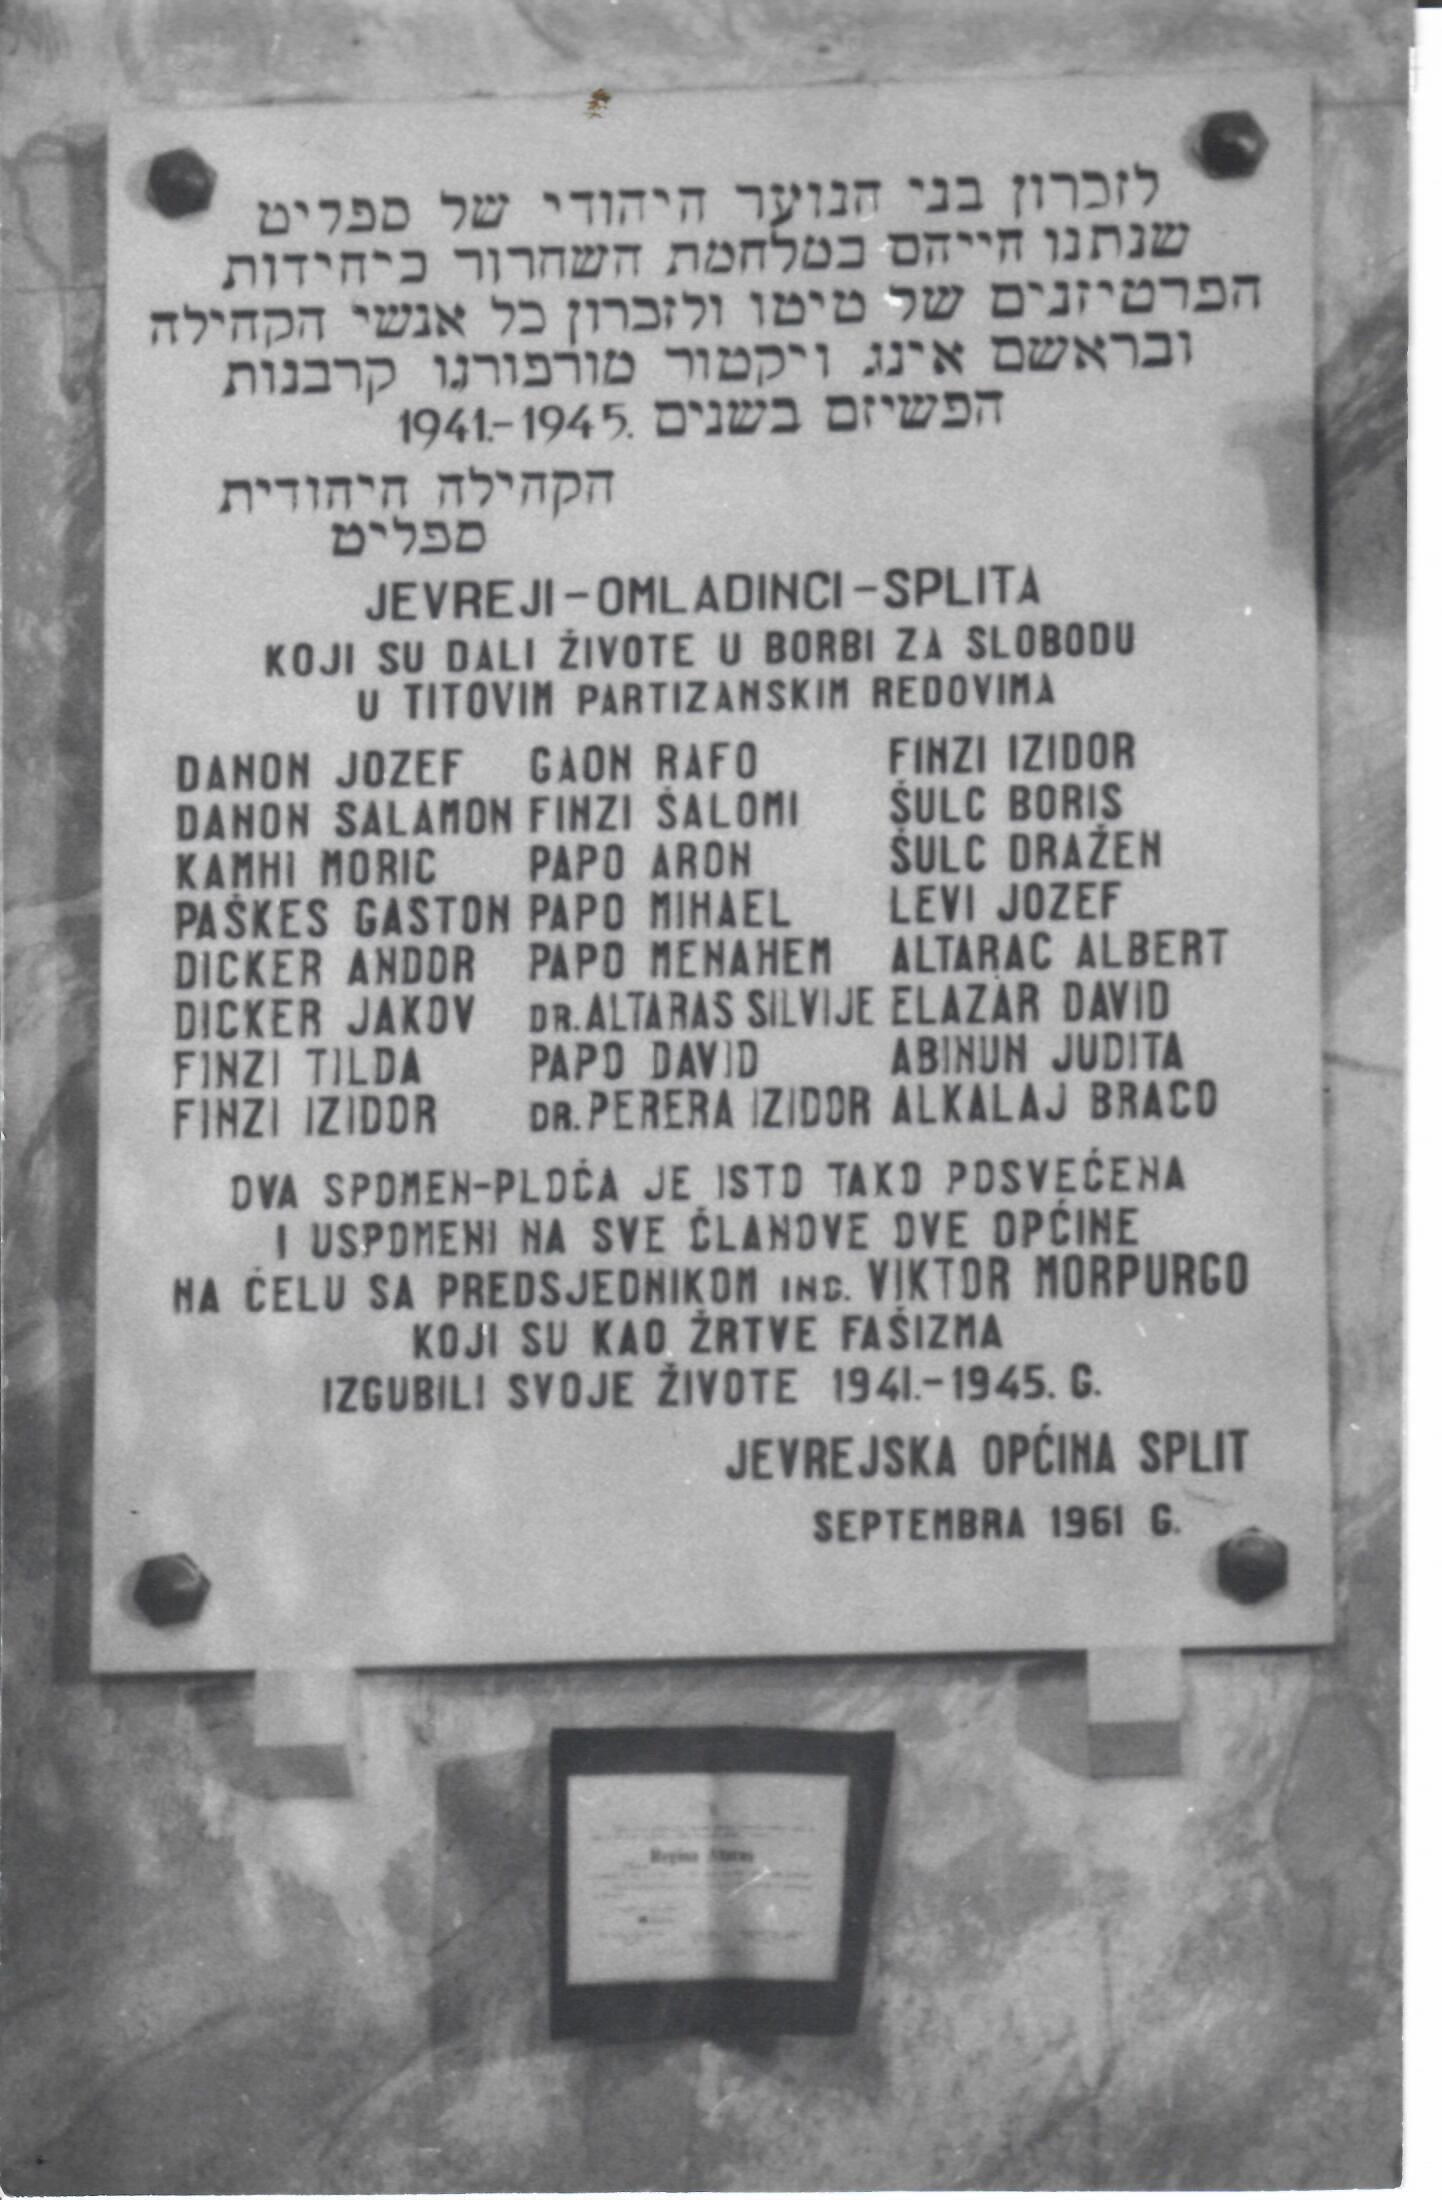 לזכרון בני הנוער היהודי של ספליט
שנתנו חייהם במלחמת השחרור ביחידות
הפרטיזנים של טיטו ולזכרון כל אנשי הקהילה
ובראשם אינג. ויקטור מורפורגו קרבנות
הפשיזם בשנים 1941.-1945.
הקהילה היהודית
ספליט
JEVREJI-OMLADINCI-SPLITA
KOJI SU DALI ŽIVOTE U BORBI ZA SLOBODU
U TITOVIM PARTIZANSKIM REDOVIMA
DANON JOZEF GAON RAFO FINZI IZIDOR
DANON SALAMON FINZI ŠALOMI ŠULC BORIS
KAMHI MORIC PAPO ARON ŠULC DRAŽEN
PAŠKES GASTON PAPO MIHAEL LEVI JOZEF
DICKER ANDOR PAPO MENAHEM ALTARAC ALBERT
DICKER JAKOV DR. ALTARAS SILVIJE ELAZAR DAVID
FINZI TILDA PAPO DAVID ABINUN JUDITA
FINZI IZIDOR DR. PERERA IZIDOR ALKALAJ BRACO
OVA SPOMEN-PLOČA JE ISTO TAKO POSVEĆENA
I USPOMENI NA SVE ČLANOVE OVE OPĆINE
NA ČELU SA PREDSJEDNIKOM ING. VIKTOR MORPURGO
KOJI SU KAO ŽRTVE FAŠIZMA
IZGUBILI SVOJE ŽIVOTE 1941.-1945. G.
JEVREJSKA OPĆINA SPLIT
SEPTEMBRA 1961 G.
Regina